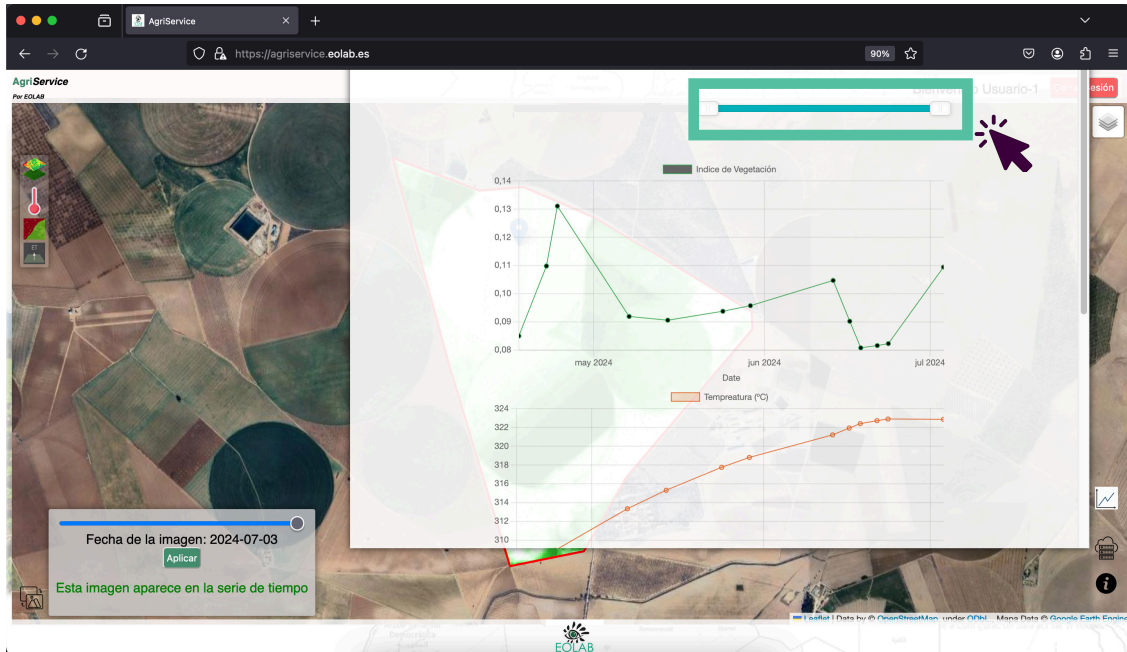 AgriService
https://agriservice.eolab.es
90%
AgriService
Por EOLAB
Bienvenido Usuario-1
esión
Indice de Vegetación
0,14
0,13
0,12
0,11
0,10
0,09
0,08
may 2024
jun 2024
jul 2024
Date
Tempreatura (ºC)
324
322
320
318
316
314
312
310
ET
Fecha de la imagen: 2024-07-03
Aplicar
Esta imagen aparece en la serie de tiempo
Leaflet | Data by © OpenStreetMap, under ODbL., Mapa Data © Google Earth Engine
EOLAB